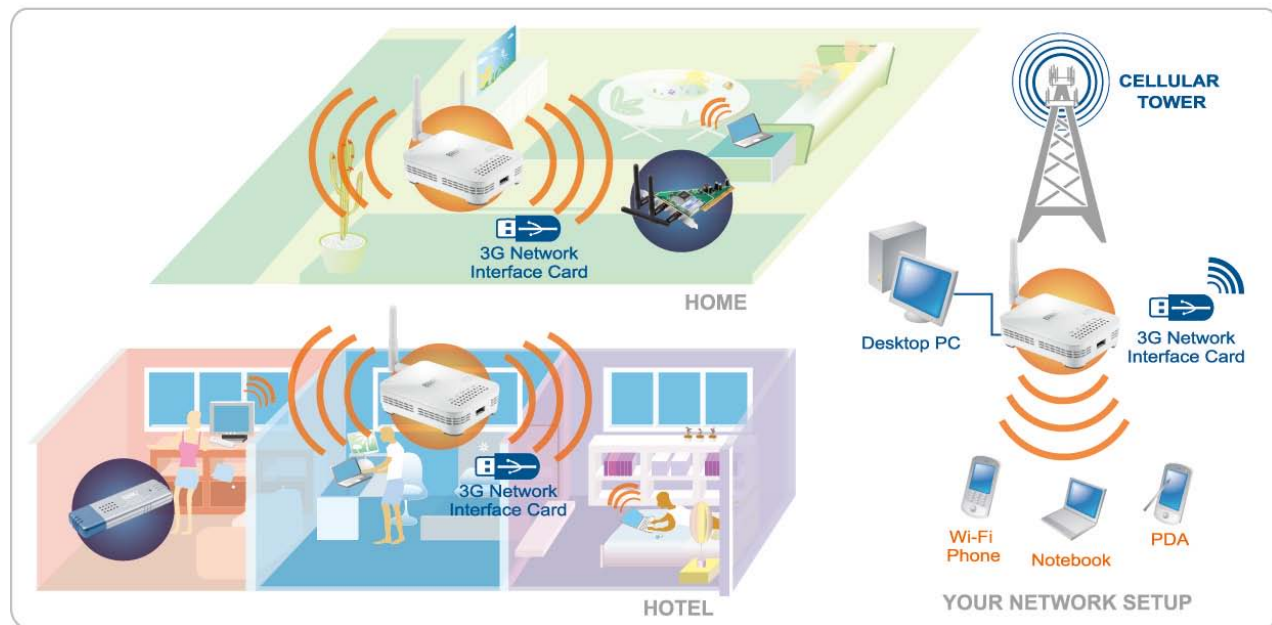 3G Network
Interface Card
HOME
3G Network
Interface Card
HOTEL
CELLULAR
TOWER
Desktop PC
3G Network
Interface Card
Wi-Fi
Phone
Notebook
PDA
YOUR NETWORK SETUP